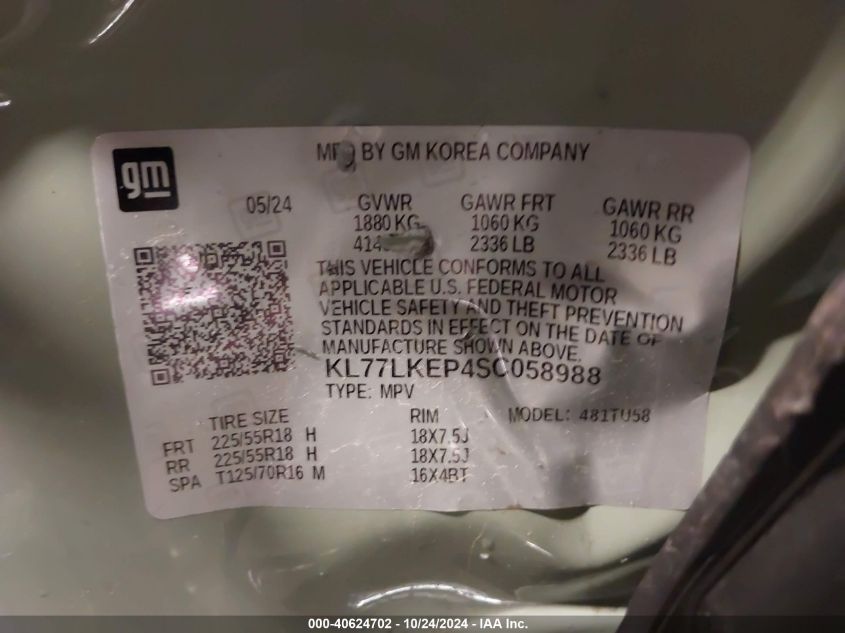 gm
MFD BY GM KOREA COMPANY
05/24
GVWR GAWR FRT GAWR RR
1880 KG 1060 KG 1060 KG
2336 LB 2336 LB
THIS VEHICLE CONFORMS TO ALL
APPLICABLE U.S. FEDERAL MOTOR
VEHICLE SAFETY AND THEFT PREVENTION
STANDARDS IN EFFECT ON THE DATE OF
MANUFACTURE SHOWN ABOVE.
KL77LKEP4SC058988
TYPE: MPV
TIRE SIZE RIM MODEL: 481TU58
FRT 225/55R18 H 18X7.5J
RR 225/55R18 H 18X7.5J
SPA T125/70R16 M 16X4BT
000-40624702 - 10/24/2024 - IAA Inc.